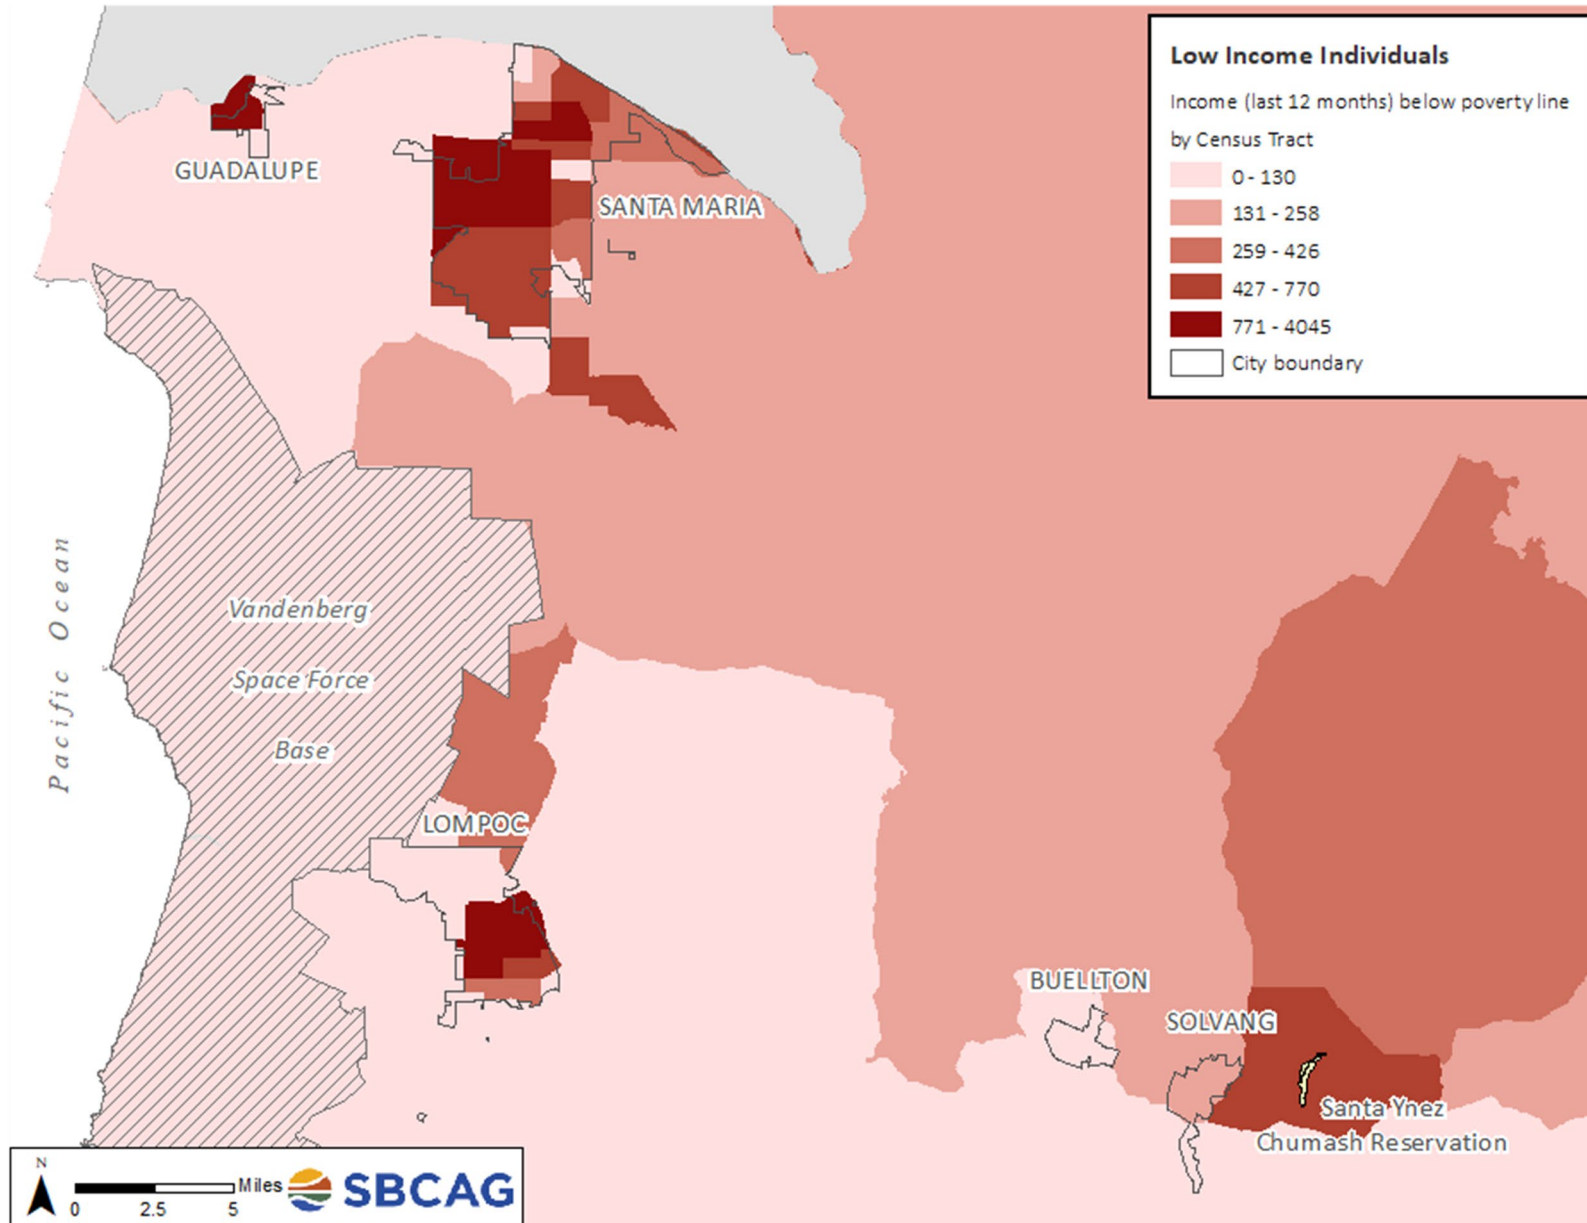 Low Income Individuals
Income (last 12 months) below poverty line
by Census Tract
0 - 130
131 - 258
259 - 426
427 - 770
771 - 4045
City boundary
GUADALUPE
SANTA MARIA
Pacific Ocean
Vandenberg
Space Force
Base
LOMPOC
BUELLTON
SOLVANG
Santa Ynez
Chumash Reservation
N
Miles
0 2.5 5
SBCAG